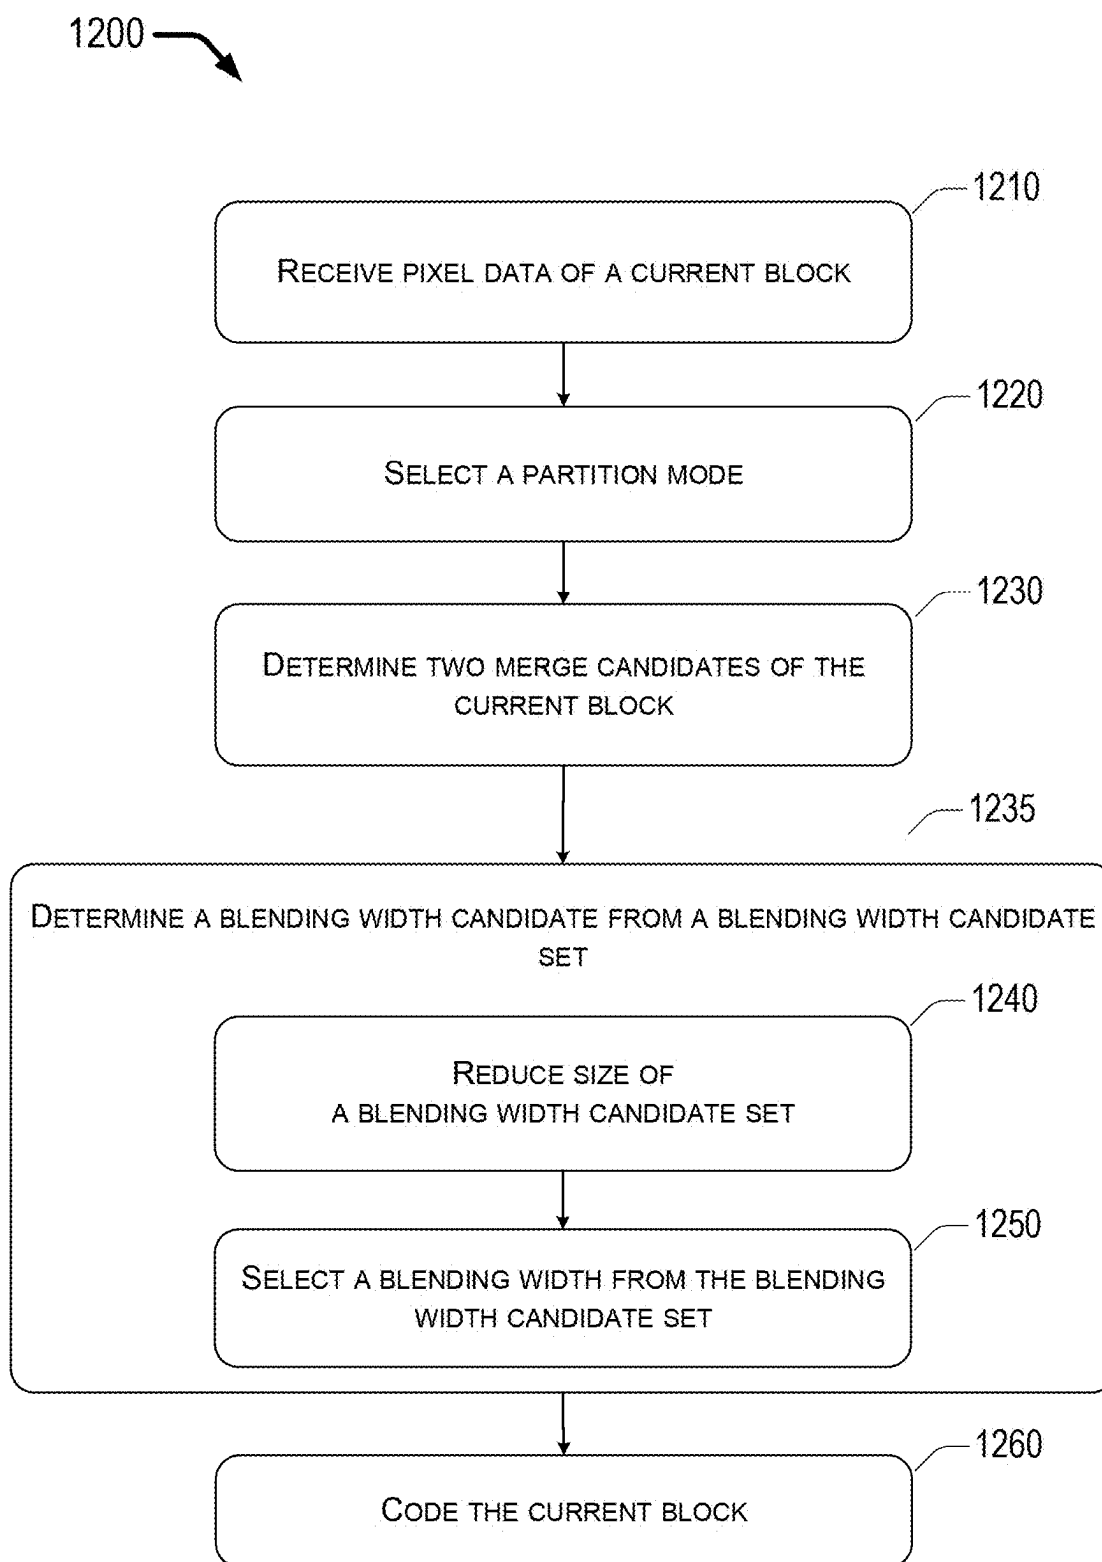 1200
1210
RECEIVE PIXEL DATA OF A CURRENT BLOCK
1220
SELECT A PARTITION MODE
1230
DETERMINE TWO MERGE CANDIDATES OF THE
CURRENT BLOCK
1235
DETERMINE A BLENDING WIDTH CANDIDATE FROM A BLENDING WIDTH CANDIDATE
SET
1240
REDUCE SIZE OF
A BLENDING WIDTH CANDIDATE SET
1250
SELECT A BLENDING WIDTH FROM THE BLENDING
WIDTH CANDIDATE SET
1260
CODE THE CURRENT BLOCK